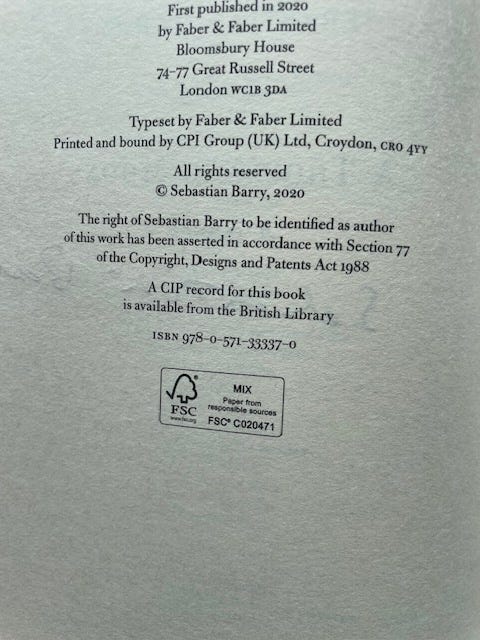 First published in 2020
by Faber & Faber Limited
Bloomsbury House
74–77 Great Russell Street
London WC1B 3DA
Typeset by Faber & Faber Limited
Printed and bound by CPI Group (UK) Ltd, Croydon, CR0 4YY
All rights reserved
© Sebastian Barry, 2020
The right of Sebastian Barry to be identified as author
of this work has been asserted in accordance with Section 77
of the Copyright, Designs and Patents Act 1988
A CIP record for this book
is available from the British Library
ISBN 978–0–571–33337–0
FSC
www.fsc.org
MIX
Paper from
responsible sources
FSC® C020471